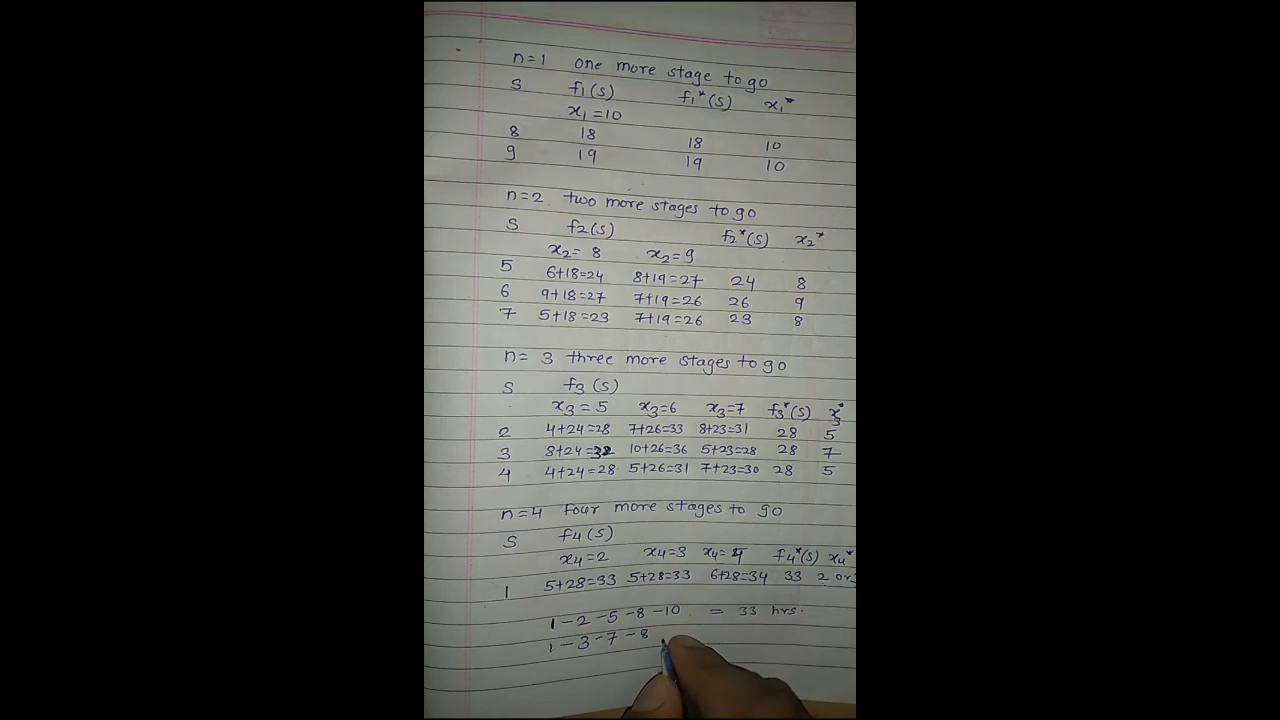 n=1 one more stage to go
S f1(S) f1*(S) x1*
x1=10
8 18 18 10
9 19 19 10
n=2 two more stages to go
S f2(S) f2*(S) x2*
x2=8 x2=9
5 6+18=24 8+19=27 24 8
6 9+18=27 7+19=26 26 9
7 5+18=23 7+19=26 23 8
n=3 three more stages to go
S f3(S)
x3=5 x3=6 x3=7 f3*(S) x3*
2 4+24=28 7+26=33 8+23=31 28 5
3 8+24=32 10+26=36 5+23=28 28 7
4 4+24=28 5+26=31 7+23=30 28 5
n=4 four more stages to go
S f4(S)
x4=2 x4=3 x4=4 f4*(S) x4*
1 5+28=33 5+28=33 6+28=34 33 2 or 3
1-2-5-8-10 = 33 hrs.
1-3-7-8